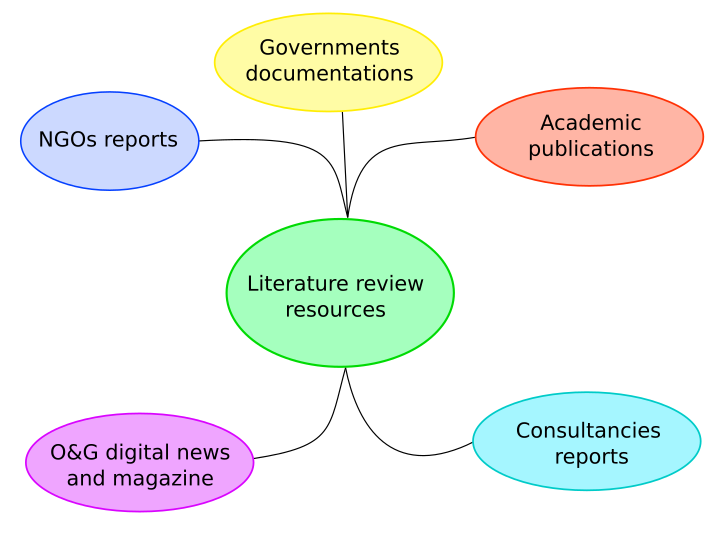 Governments
documentations
NGOs reports
Academic
publications
Literature review
resources
O&G digital news
and magazine
Consultancies
reports